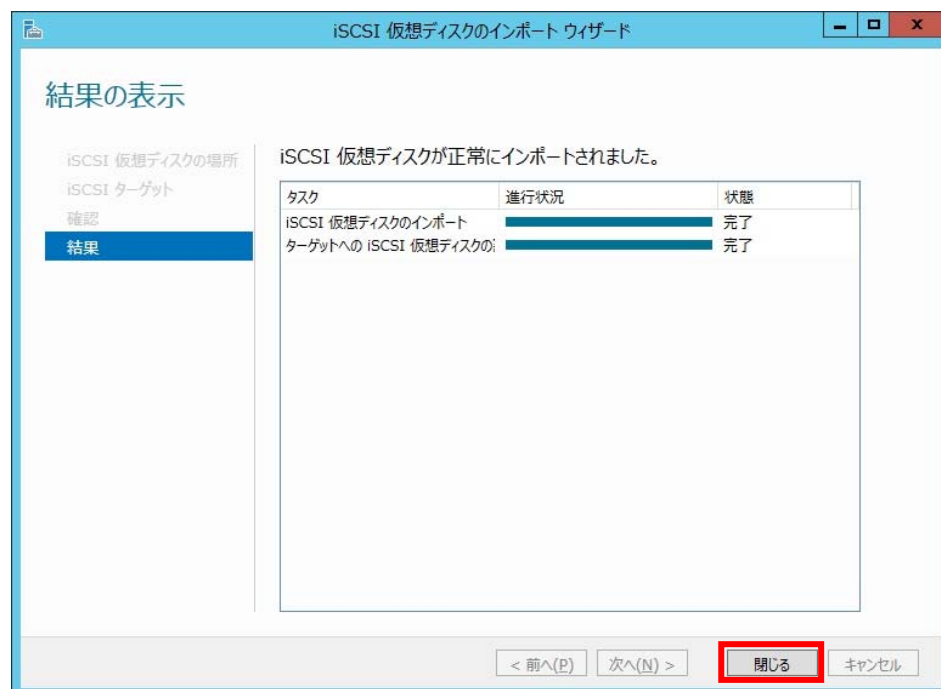 iSCSI 仮想ディスクのインポート ウィザード
結果の表示
iSCSI 仮想ディスクの場所
iSCSI ターゲット
確認
結果
iSCSI 仮想ディスクが正常にインポートされました。
タスク 進行状況 状態
iSCSI 仮想ディスクのインポート 完了
ターゲットへの iSCSI 仮想ディスクの 完了
< 前へ(P) 次へ(N) > 閉じる キャンセル